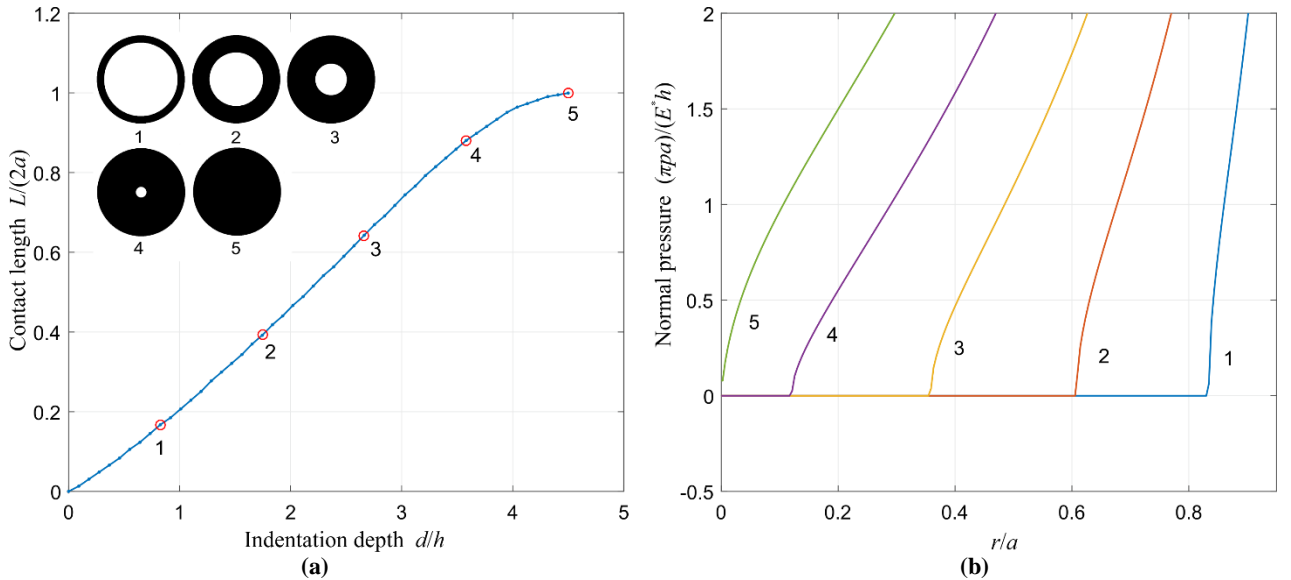 1.2
1
0.8
0.6
0.4
0.2
0
Contact length L/(2a)
1 2 3
4 5
1
2
3
4
5
0 1 2 3 4 5
Indentation depth d/h
(a)
2
1.5
1
0.5
0
-0.5
Normal pressure (πpa)/(E*h)
5
4
3
2
1
0 0.2 0.4 0.6 0.8
r/a
(b)